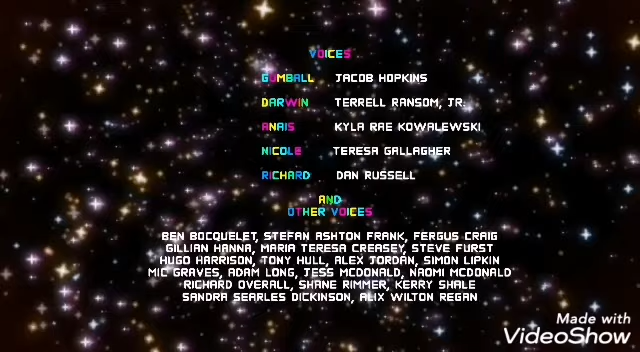 VOICES
GUMBALL JACOB HOPKINS
DARWIN TERRELL RANSOM, JR.
ANAIS KYLA RAE KOWALEWSKI
NICOLE TERESA GALLAGHER
RICHARD DAN RUSSELL
AND
OTHER VOICES
BEN BOCQUELET, STEFAN ASHTON FRANK, FERGUS CRAIG
GILLIAN HANNA, MARIA TERESA CREASEY, STEVE FURST
HUGO HARRISON, TONY HULL, ALEX JORDAN, SIMON LIPKIN
MIC GRAVES, ADAM LONG, JESS MCDONALD, NAOMI MCDONALD
RICHARD OVERALL, SHANE RIMMER, KERRY SHALE
SANDRA SEARLES DICKINSON, ALIX WILTON REGAN
Made with
VideoShow